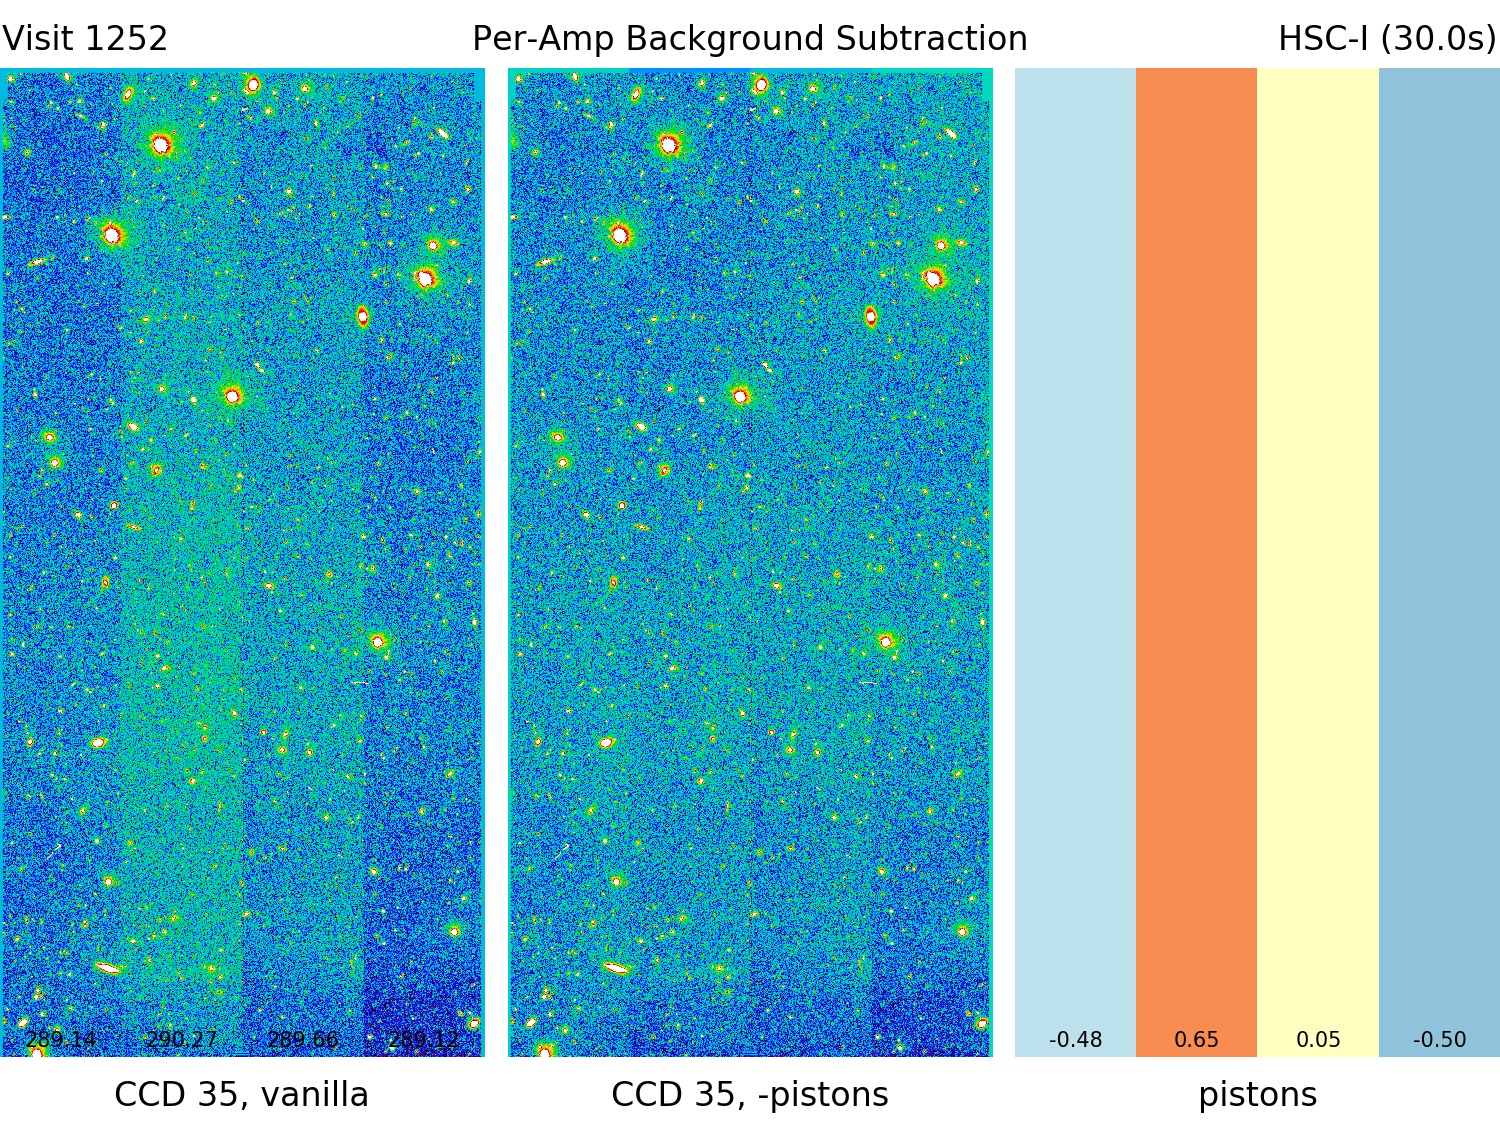 Visit 1252
Per-Amp Background Subtraction
HSC-I (30.0s)
289.14 290.27 289.66 289.12
-0.48 0.65 0.05 -0.50
CCD 35, vanilla
CCD 35, -pistons
pistons